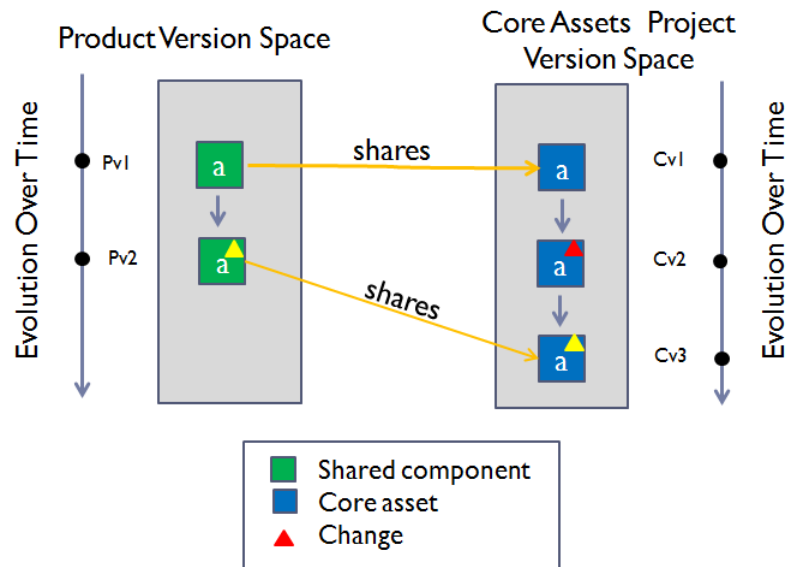 Product Version Space
Core Assets Project
Version Space
Evolution Over Time
Pv1
a
shares
a
Cv1
Pv2
a
a
Cv2
shares
a
Cv3
Evolution Over Time
Shared component
Core asset
Change